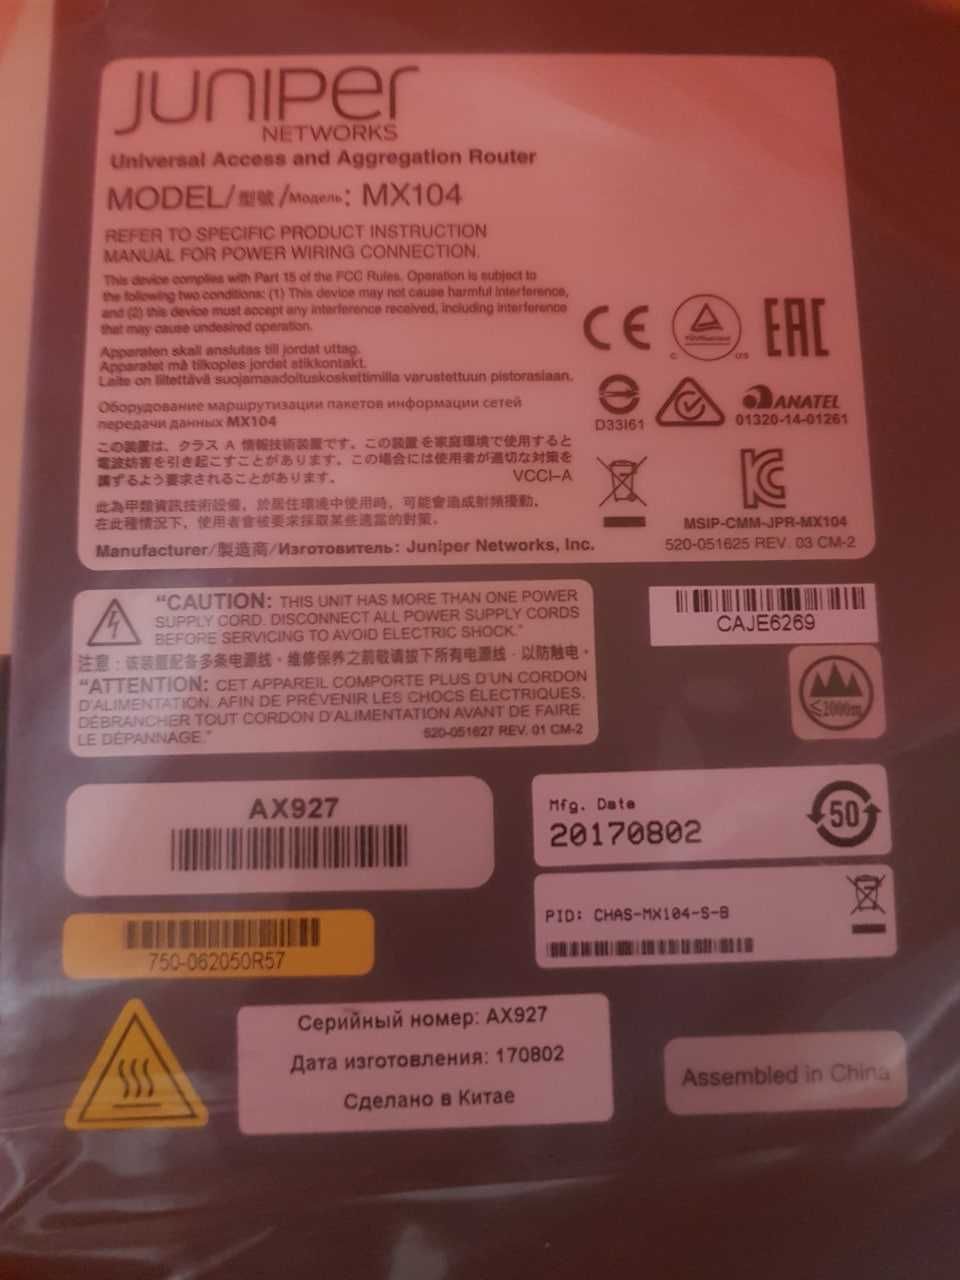 JUNIPer
NETWORKS
Universal Access and Aggregation Router
MODEL/型號/Модель: MX104
REFER TO SPECIFIC PRODUCT INSTRUCTION
MANUAL FOR POWER WIRING CONNECTION.
This device complies with Part 15 of the FCC Rules. Operation is subject to
the following two conditions: (1) This device may not cause harmful interference,
and (2) this device must accept any interference received, including interference
that may cause undesired operation.
Apparaten skall anslutas till jordat uttag.
Apparatet må tilkoples jordet stikkontakt.
Laite on liitettävä suojamaadoituskoskettimilla varustettuun pistorasiaan.
Оборудование маршрутизации пакетов информации сетей
передачи данных MX104
この装置は、クラス A 情報技術装置です。この装置を家庭環境で使用すると
電波妨害を引き起こすことがあります。この場合には使用者が適切な対策を
講ずるよう要求されることがあります。
VCCI-A
此為甲類資訊技術設備，於居住環境中使用時，可能會造成射頻擾動，
在此種情況下，使用者會被要求採取某些適當的對策。
Manufacturer/製造商/Изготовитель: Juniper Networks, Inc.
CE
c
US
EAC
D33I61
ANATEL
01320-14-01261
MSIP-CMM-JPR-MX104
520-051625 REV. 03 CM-2
"CAUTION: THIS UNIT HAS MORE THAN ONE POWER
SUPPLY CORD. DISCONNECT ALL POWER SUPPLY CORDS
BEFORE SERVICING TO AVOID ELECTRIC SHOCK."
注意：该装置配备多条电源线。维修保养之前敬请拔下所有电源线，以防触电。
"ATTENTION: CET APPAREIL COMPORTE PLUS D'UN CORDON
D'ALIMENTATION. AFIN DE PRÉVENIR LES CHOCS ÉLECTRIQUES,
DÉBRANCHER TOUT CORDON D'ALIMENTATION AVANT DE FAIRE
LE DÉPANNAGE."
520-051627 REV. 01 CM-2
CAJE6269
≤2000m
AX927
Mfg. Date
20170802
50
750-062050R57
PID: CHAS-MX104-S-B
Серийный номер: AX927
Дата изготовления: 170802
Сделано в Китае
Assembled in China